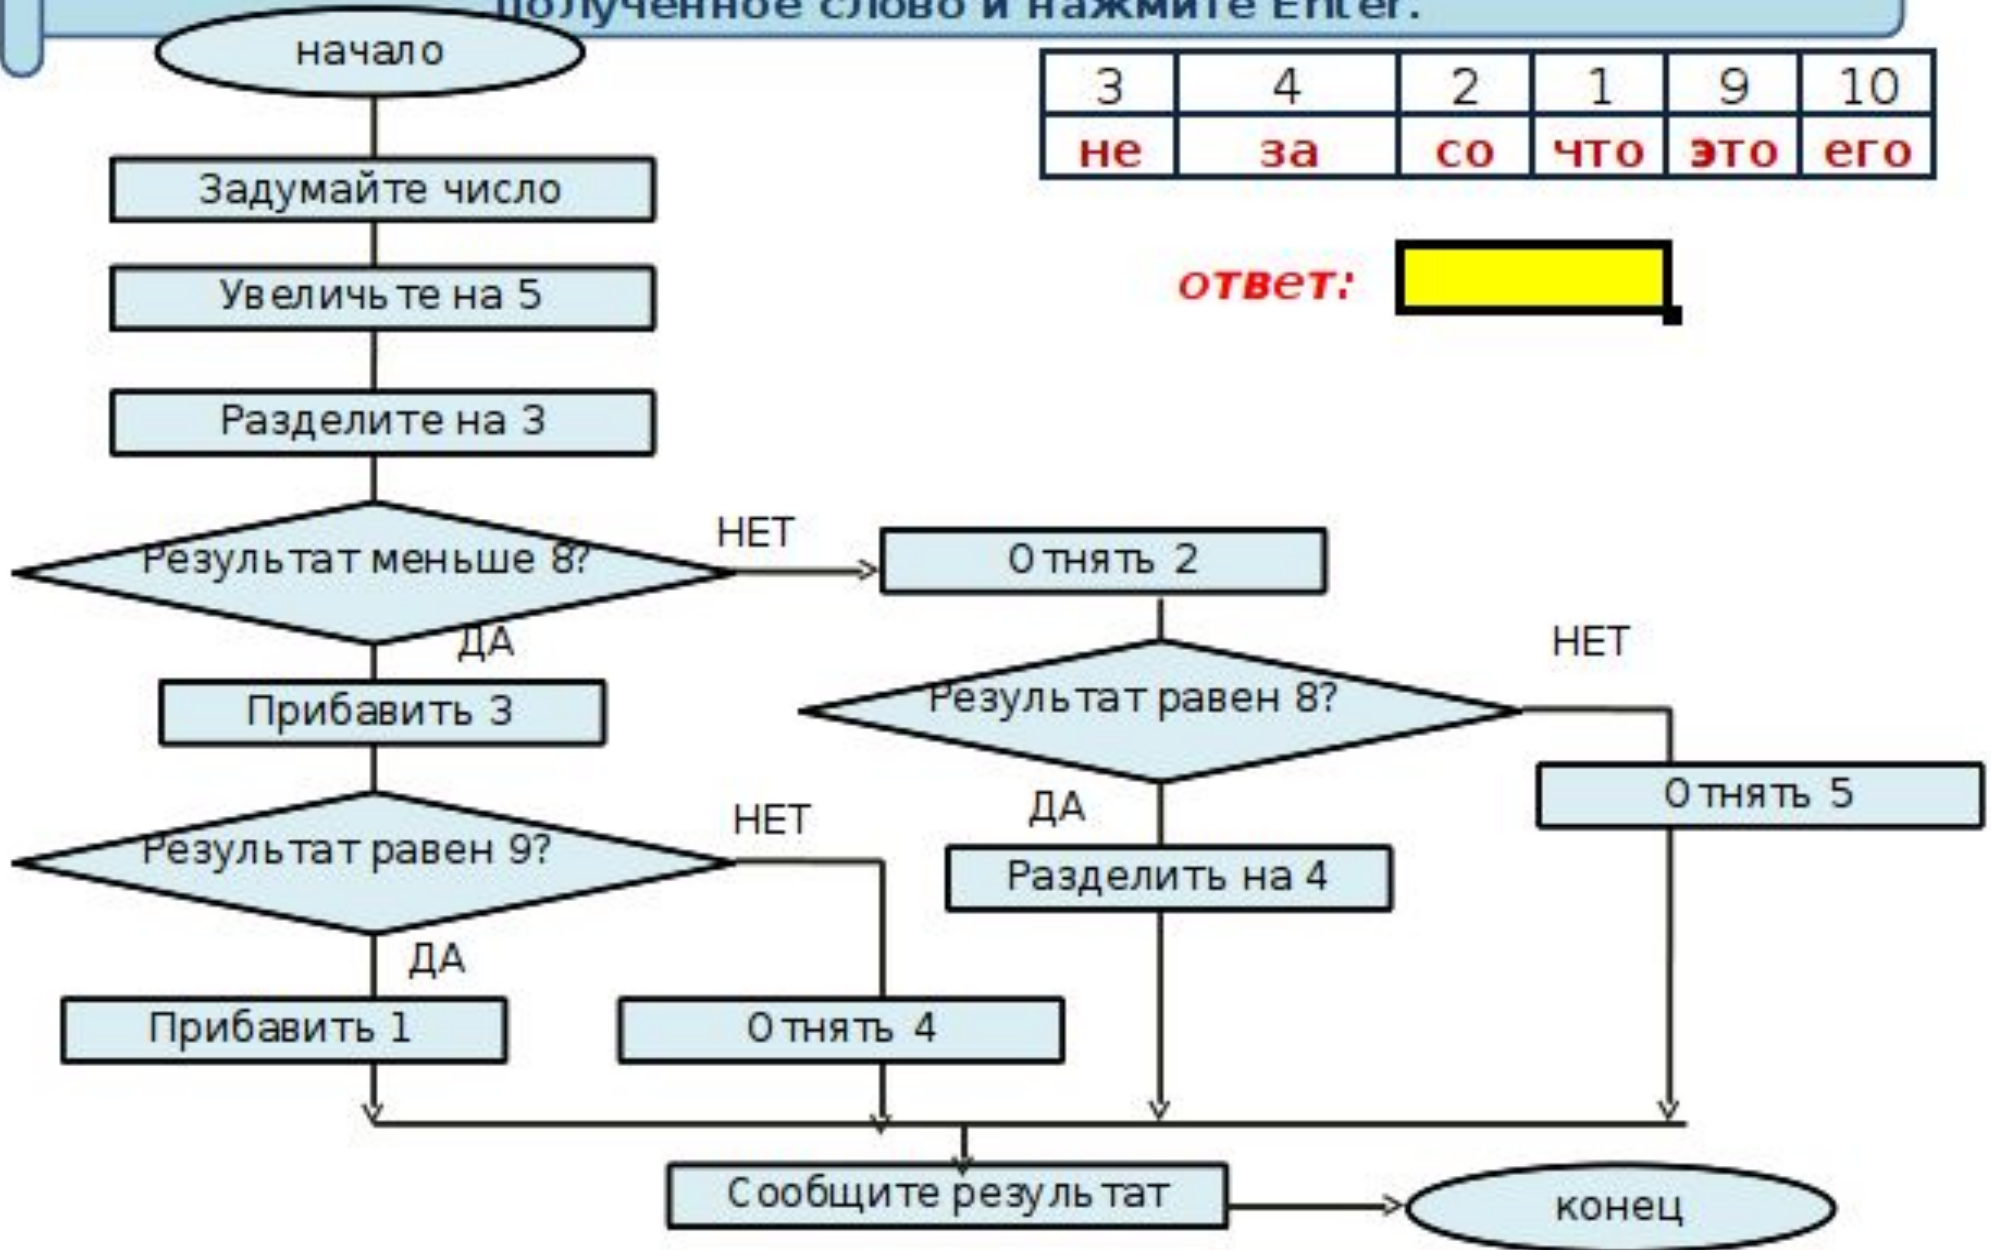 полученное слово и нажмите Enter.
начало
3 4 2 1 9 10
не за со что это его
Задумайте число
Увеличьте на 5
ответ:
Разделите на 3
Результат меньше 8?
НЕТ
Отнять 2
ДА
НЕТ
Прибавить 3
Результат равен 8?
Отнять 5
НЕТ
ДА
Результат равен 9?
Разделить на 4
ДА
Прибавить 1
Отнять 4
Сообщите результат
конец